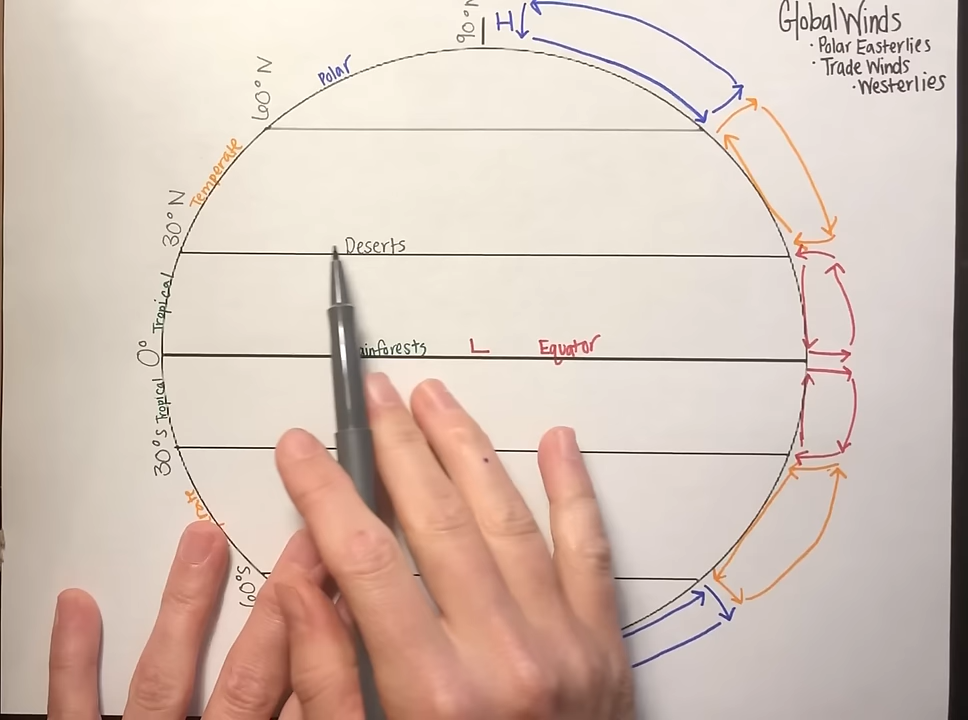 Global Winds
· Polar Easterlies
· Trade Winds
· Westerlies
90°N
H
Polar
60°N
Temperate
30°N
Deserts
Tropical
0°
L
Equator
Tropical
30°S
60°S